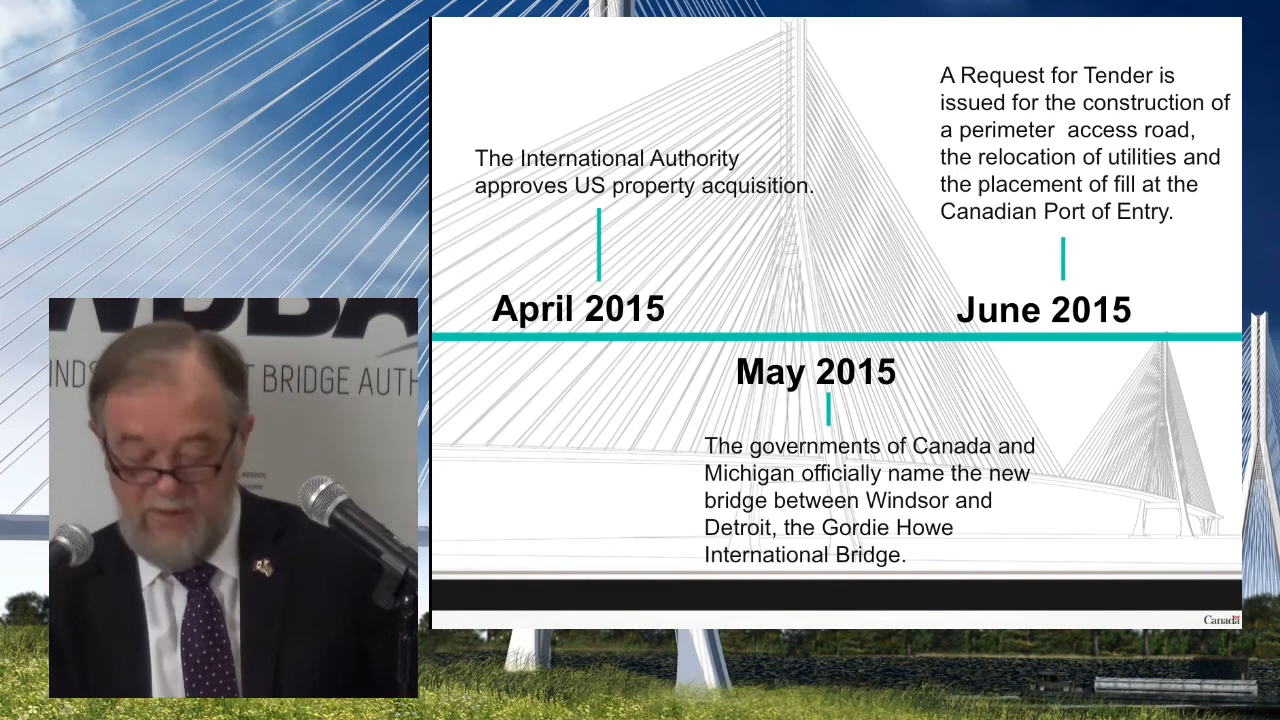 The International Authority
approves US property acquisition.
April 2015
A Request for Tender is
issued for the construction of
a perimeter  access road,
the relocation of utilities and
the placement of fill at the
Canadian Port of Entry.
June 2015
May 2015
The governments of Canada and
Michigan officially name the new
bridge between Windsor and
Detroit, the Gordie Howe
International Bridge.
WDBA
BRIDGE AUTH
Canada